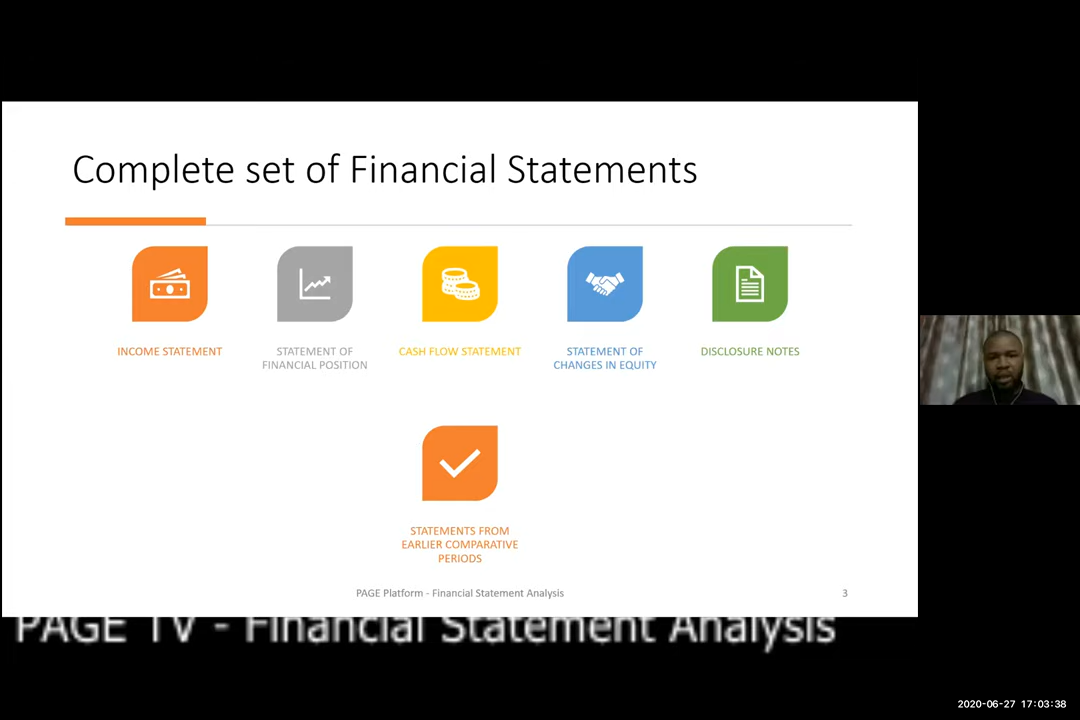 Complete set of Financial Statements
INCOME STATEMENT
STATEMENT OF
FINANCIAL POSITION
CASH FLOW STATEMENT
STATEMENT OF
CHANGES IN EQUITY
DISCLOSURE NOTES
STATEMENTS FROM
EARLIER COMPARATIVE
PERIODS
PAGE Platform - Financial Statement Analysis
3
PAGE TV - Financial Statement Analysis
2020-06-27 17:03:38